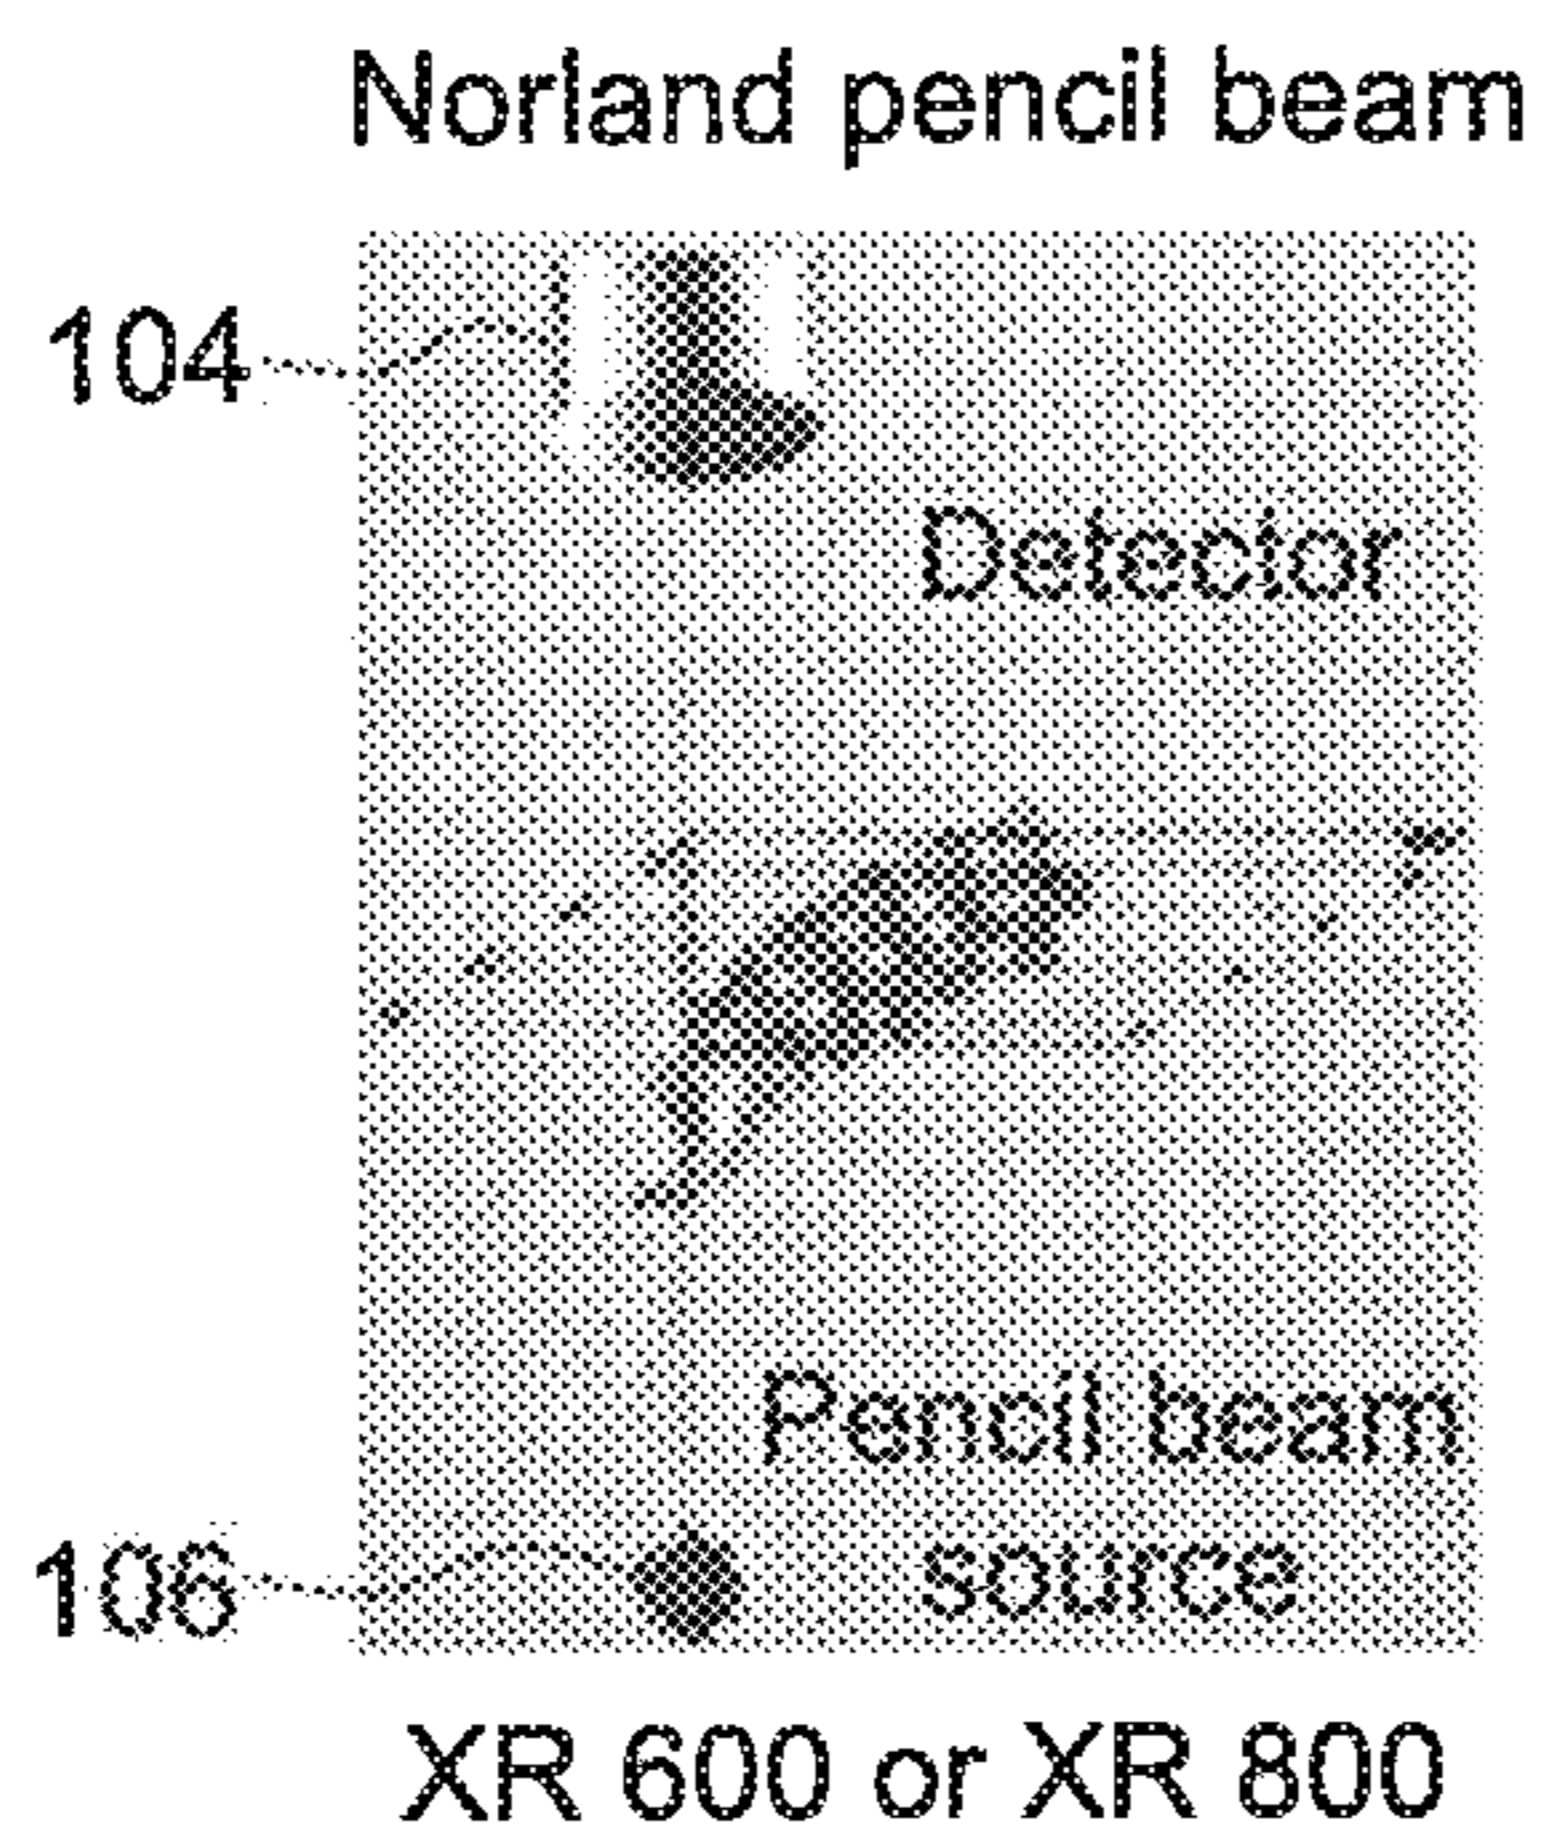 Norland pencil beam
104
Detector
Pencil beam
106
source
XR 600 or XR 800